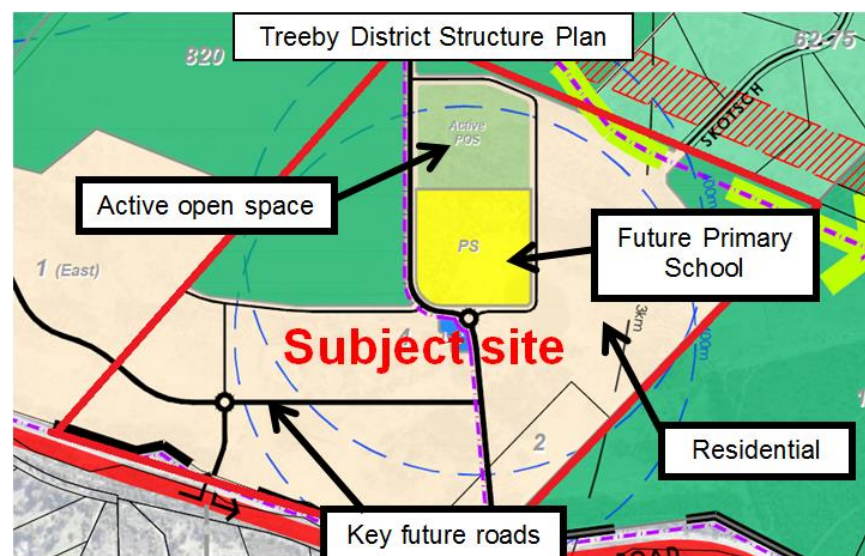 Treeby District Structure Plan
820
62-75
SKOTSCH
Active
POS
Active open space
PS
Future Primary
School
1 (East)
Subject site
4
3km
2
Residential
Key future roads
ROAD